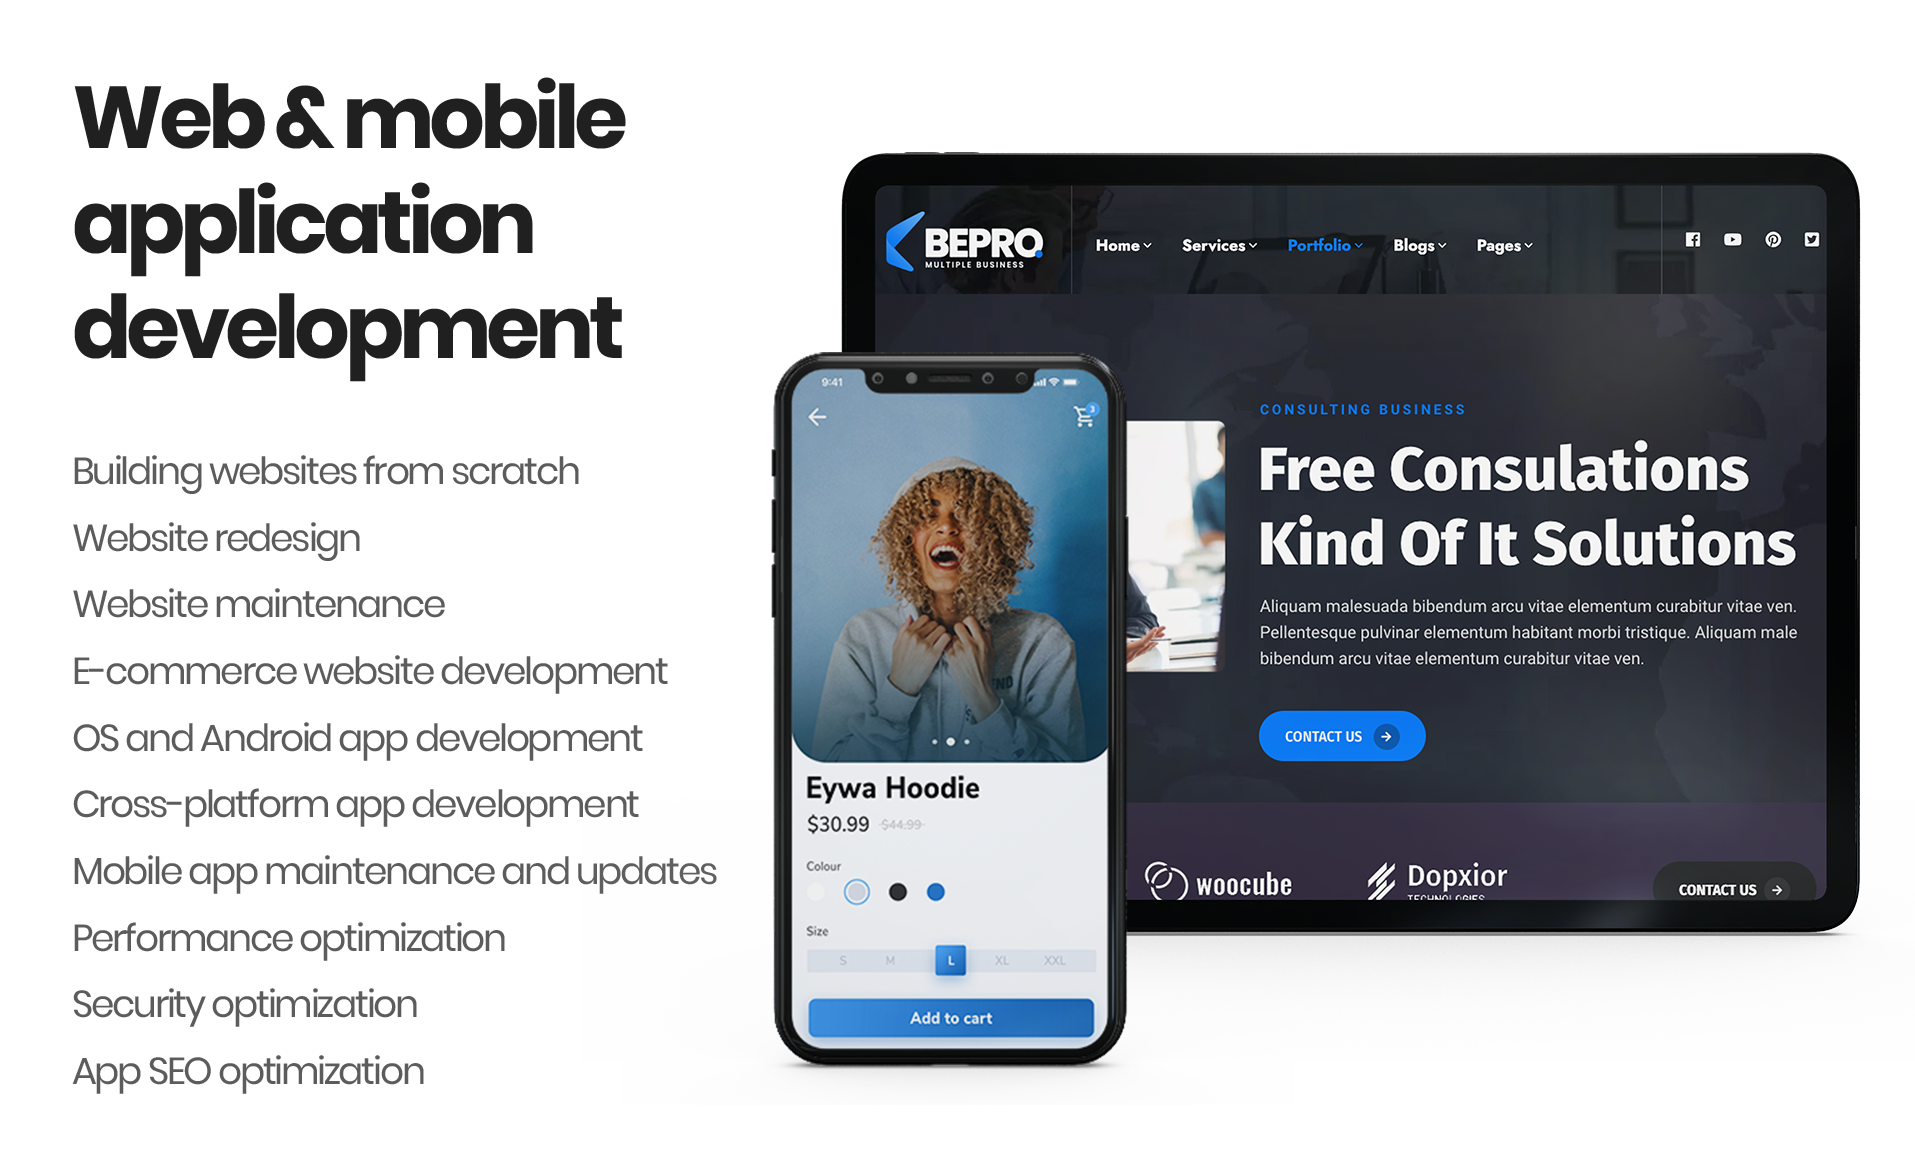 Web & mobile
application
development
Building websites from scratch
Website redesign
Website maintenance
E-commerce website development
OS and Android app development
Cross-platform app development
Mobile app maintenance and updates
Performance optimization
Security optimization
App SEO optimization
BEPRO
MULTIPLE BUSINESS
Home Services Portfolio Blogs Pages
CONSULTING BUSINESS
Free Consulations
Kind Of It Solutions
Aliquam malesuada bibendum arcu vitae elementum curabitur vitae ven.
Pellentesque pulvinar elementum habitant morbi tristique. Aliquam male
bibendum arcu vitae elementum curabitur vitae ven.
CONTACT US
woocube
Dopxior
TECHNOLOGIES
CONTACT US
9:41
3
Eywa Hoodie
$30.99 $44.99
Colour
Size
S M L XL XXL
Add to cart